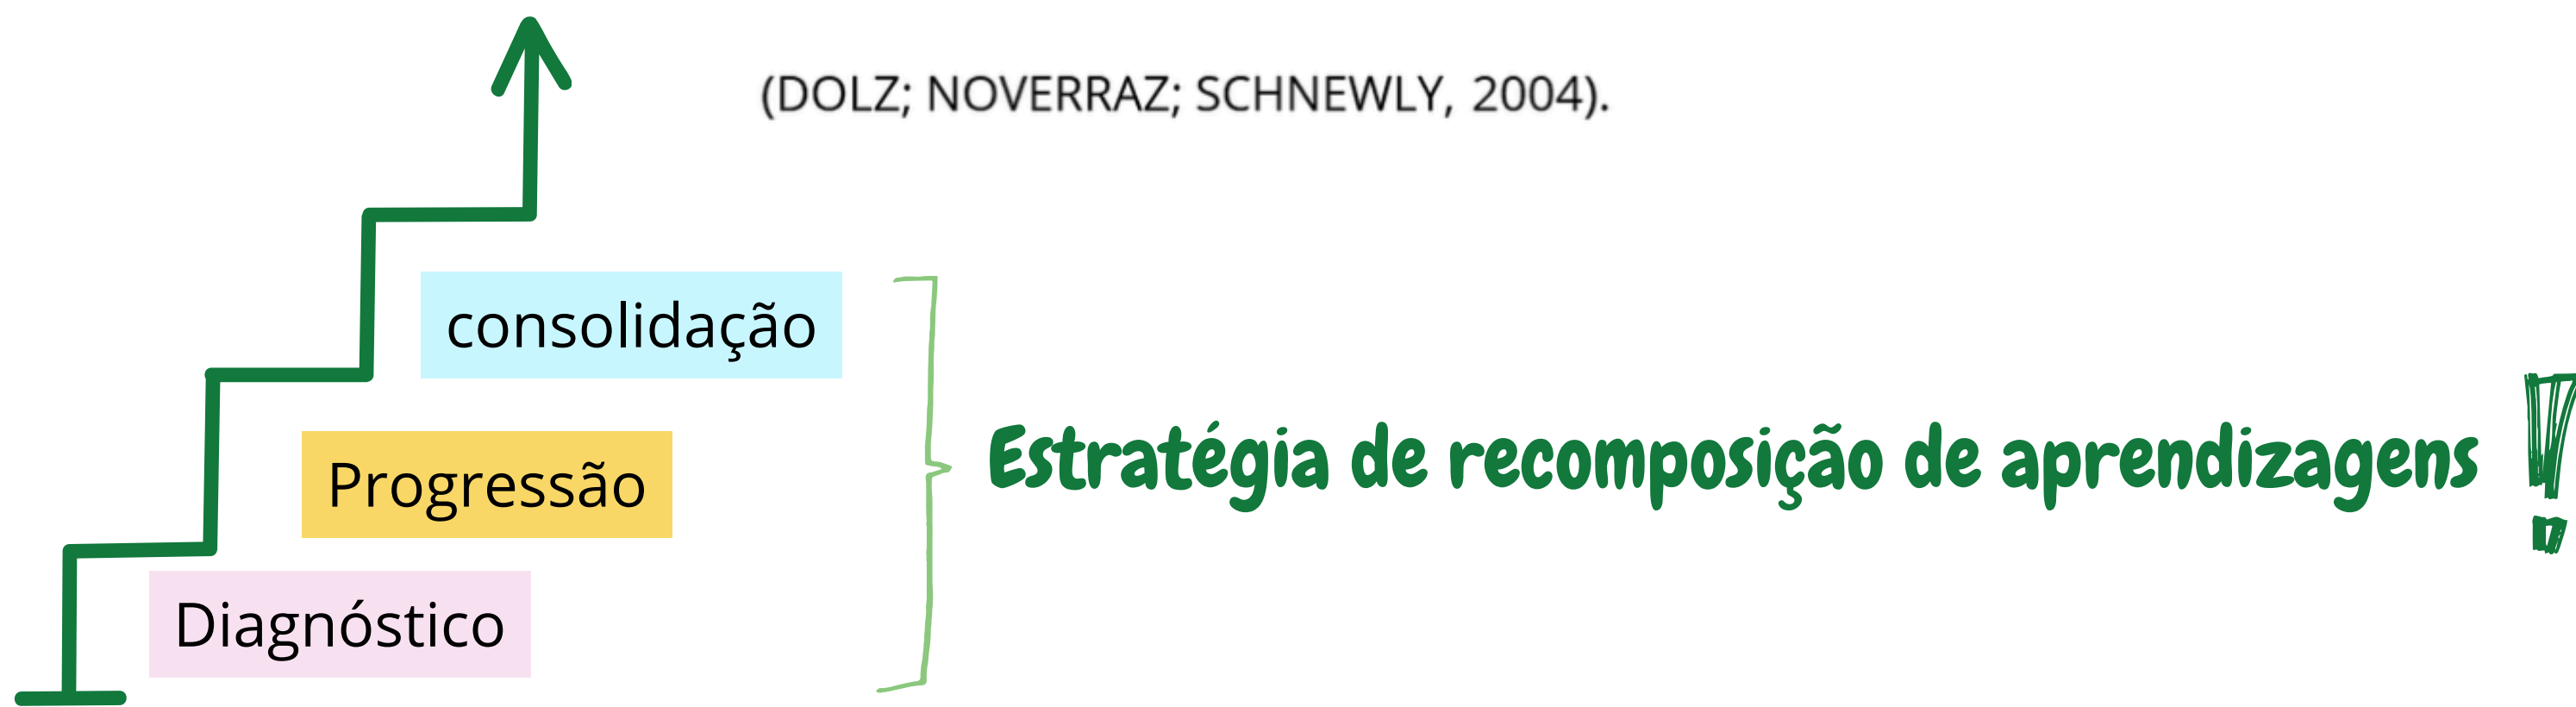 (DOLZ; NOVERRAZ; SCHNEWLY, 2004).
consolidação
Progressão
Diagnóstico
Estratégia de recomposição de aprendizagens !